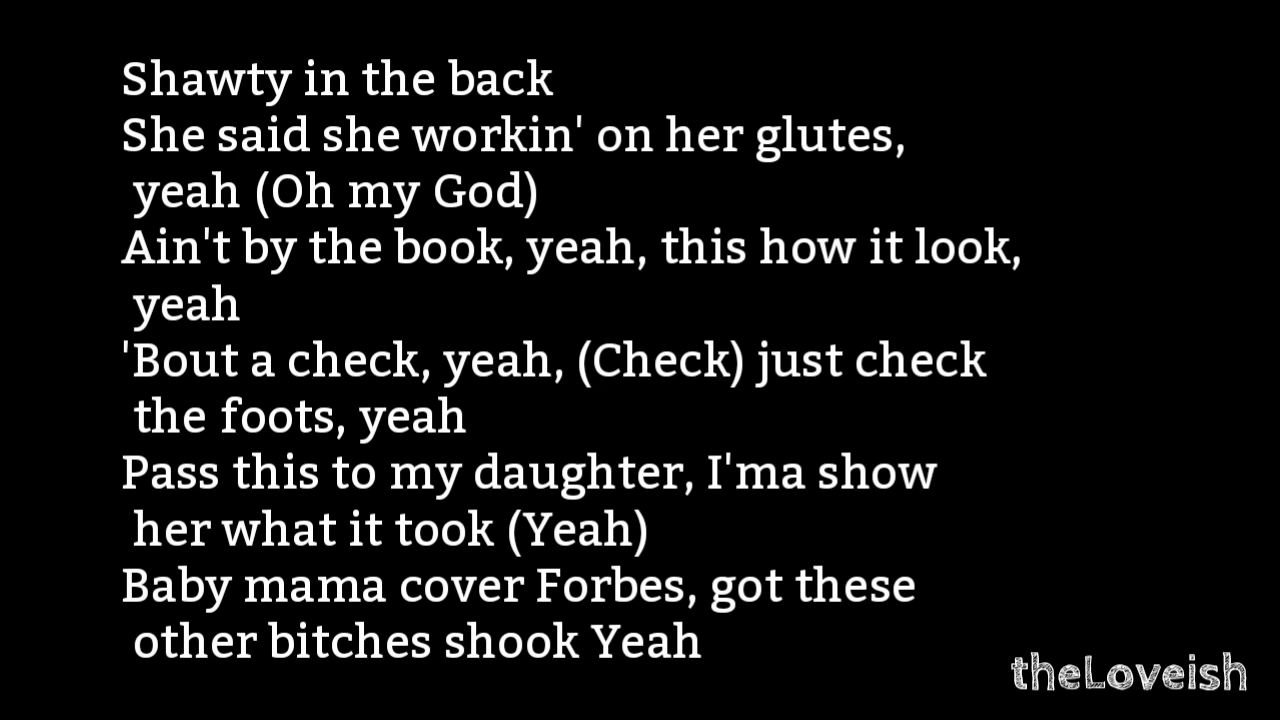 Shawty in the back
She said she workin' on her glutes,
yeah (Oh my God)
Ain't by the book, yeah, this how it look,
yeah
'Bout a check, yeah, (Check) just check
the foots, yeah
Pass this to my daughter, I'ma show
her what it took (Yeah)
Baby mama cover Forbes, got these
other bitches shook Yeah
theLoveish